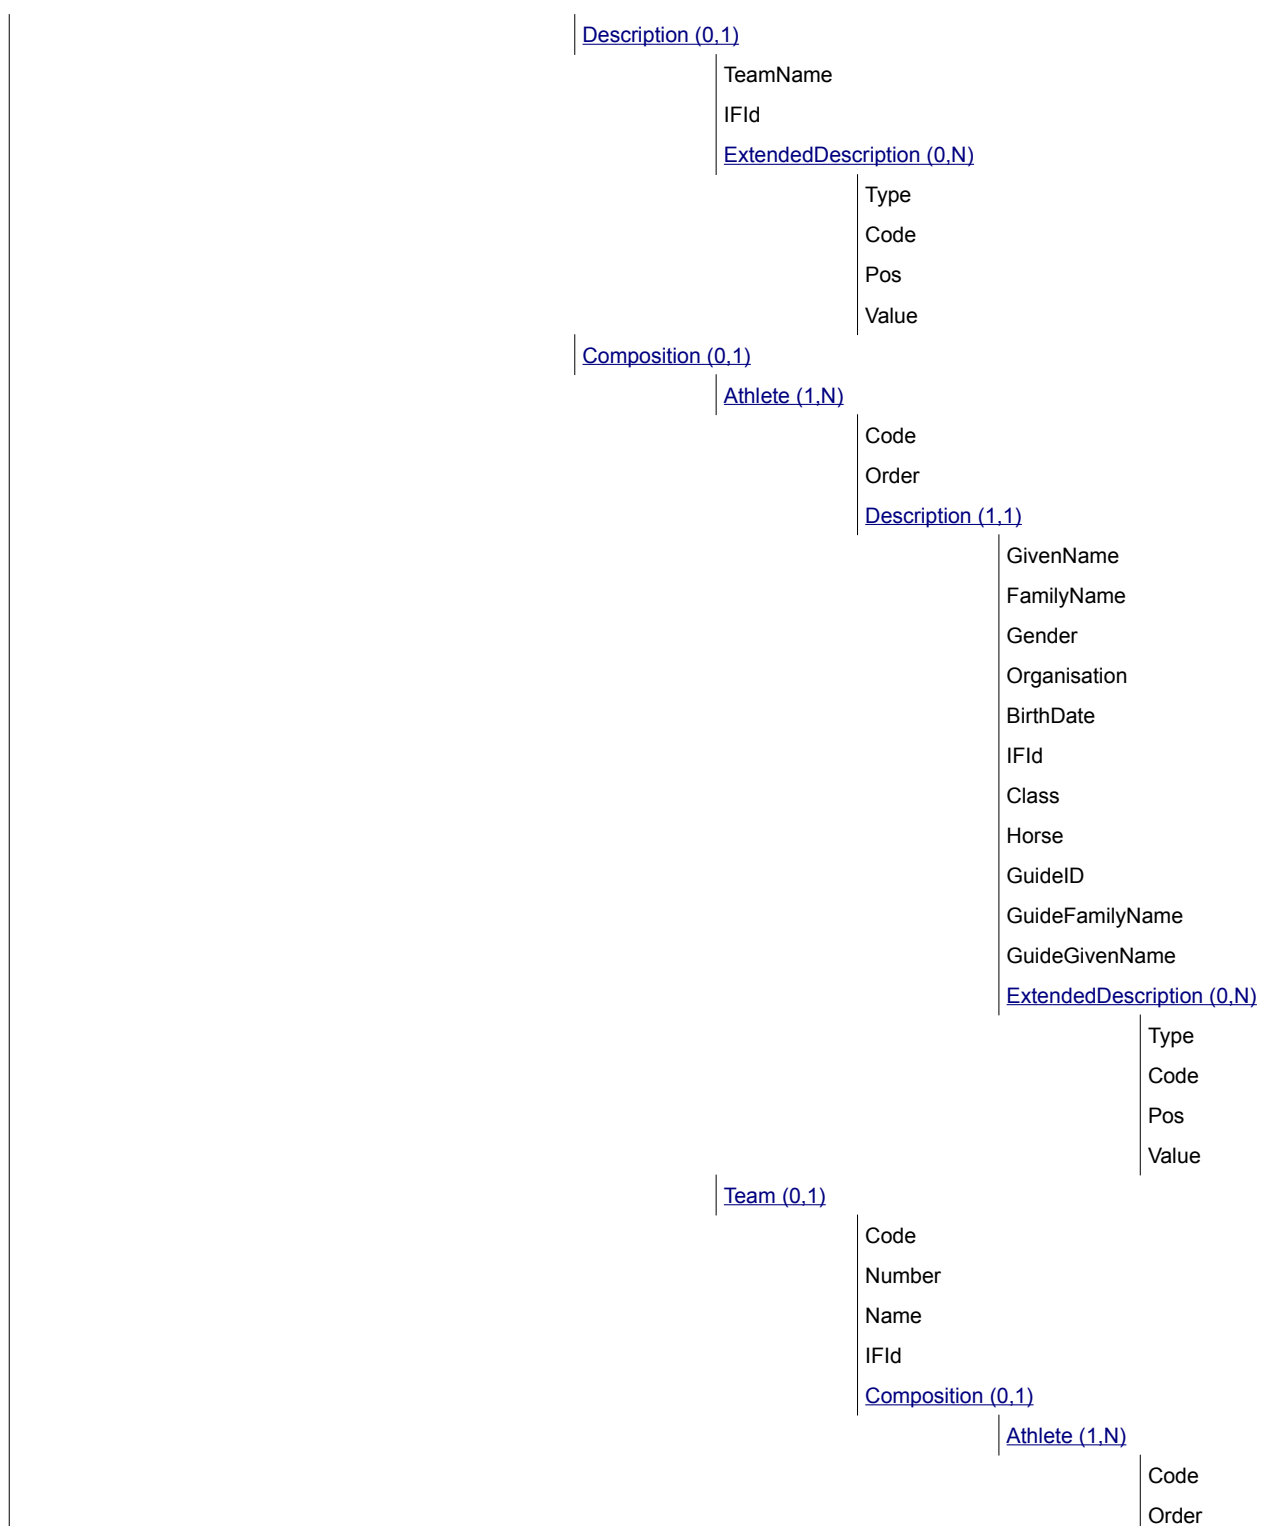 Description (0,1)
TeamName
IFId
ExtendedDescription (0,N)
Type
Code
Pos
Value
Composition (0,1)
Athlete (1,N)
Code
Order
Description (1,1)
GivenName
FamilyName
Gender
Organisation
BirthDate
IFId
Class
Horse
GuideID
GuideFamilyName
GuideGivenName
ExtendedDescription (0,N)
Type
Code
Pos
Value
Team (0,1)
Code
Number
Name
IFId
Composition (0,1)
Athlete (1,N)
Code
Order